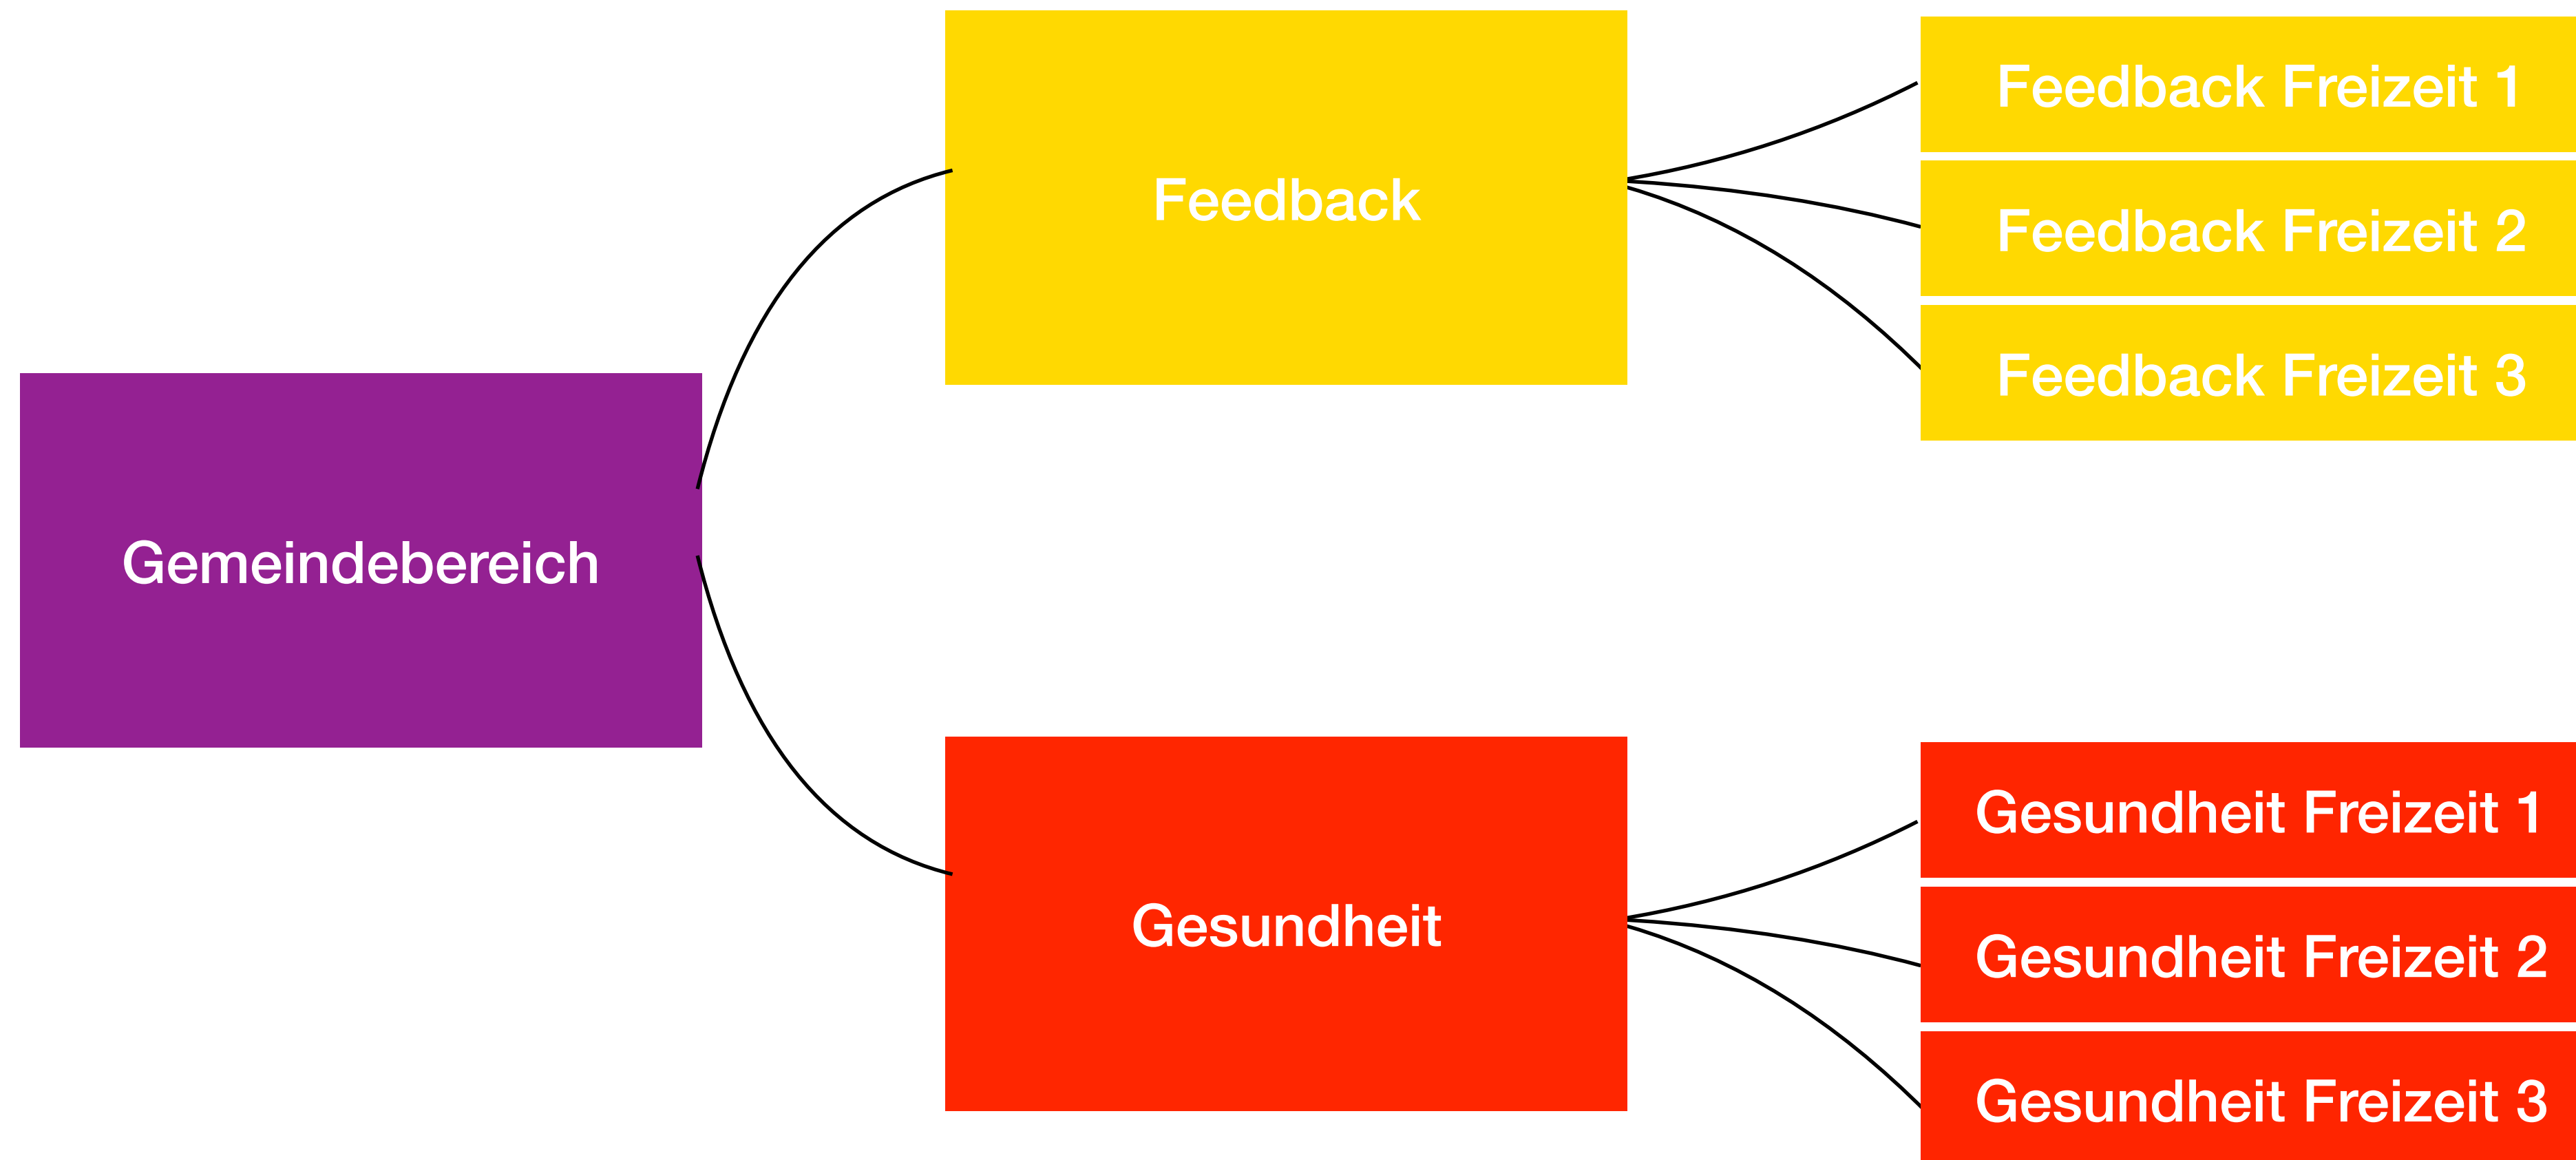 Gemeindebereich
Feedback
Feedback Freizeit 1
Feedback Freizeit 2
Feedback Freizeit 3
Gesundheit
Gesundheit Freizeit 1
Gesundheit Freizeit 2
Gesundheit Freizeit 3